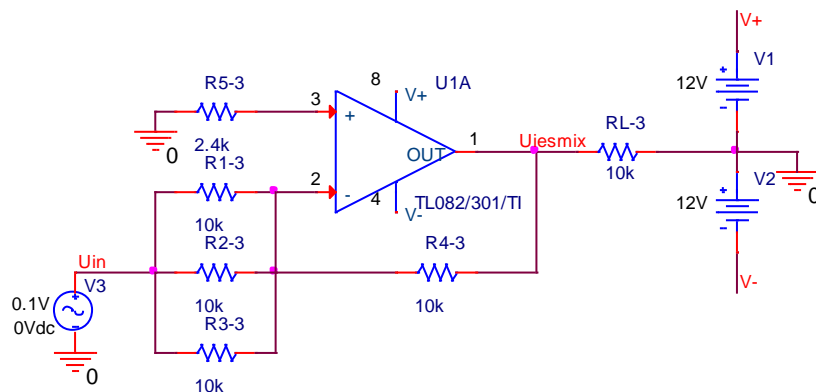 V+
V1
12V
R5-3
8
V+
U1A
3
+
2.4k
0
R1-3
2
-
OUT
1
Uiesmix
RL-3
10k
0
4
V-
TL082/301/TI
V2
12V
10k
R2-3
R4-3
Uin
V3
10k
10k
V-
0.1V
0Vdc
R3-3
0
10k